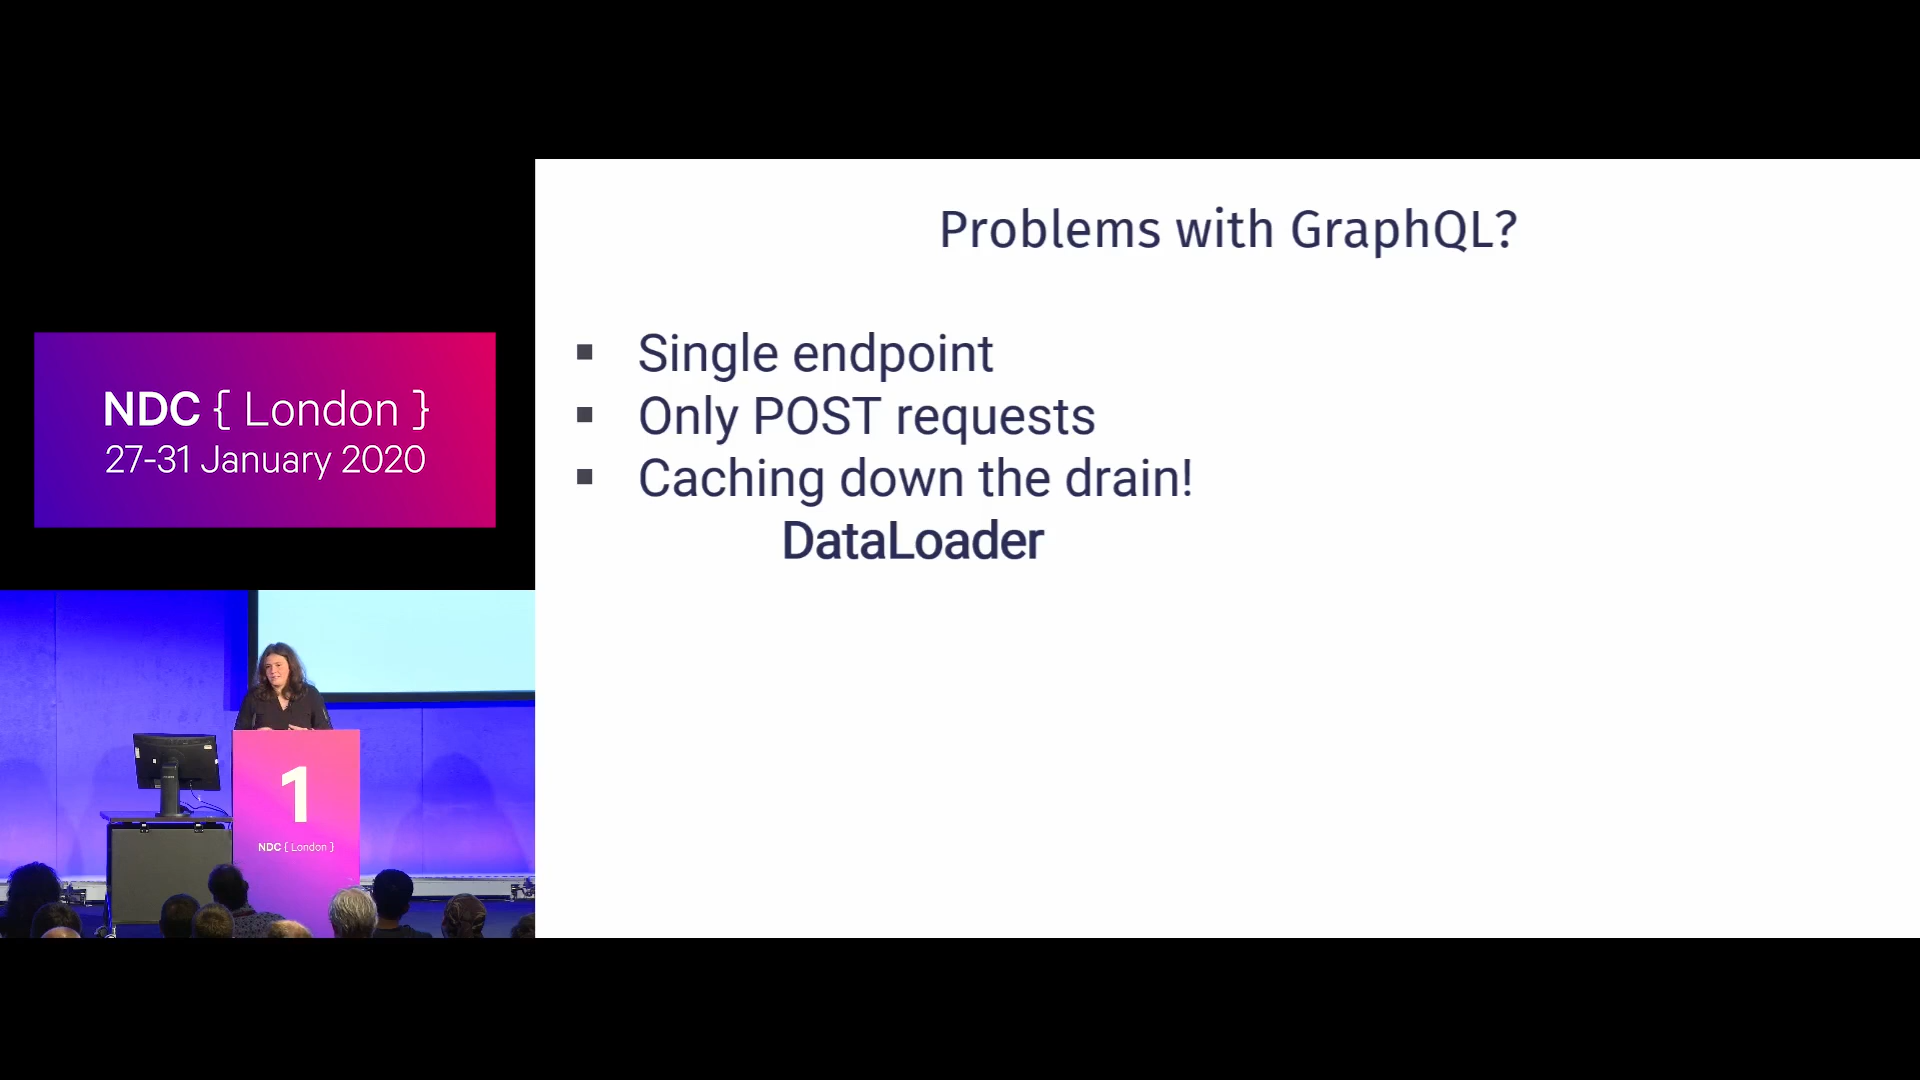 NDC { London }
27-31 January 2020
Problems with GraphQL?
▪ Single endpoint
▪ Only POST requests
▪ Caching down the drain!
DataLoader
1
NDC { London }